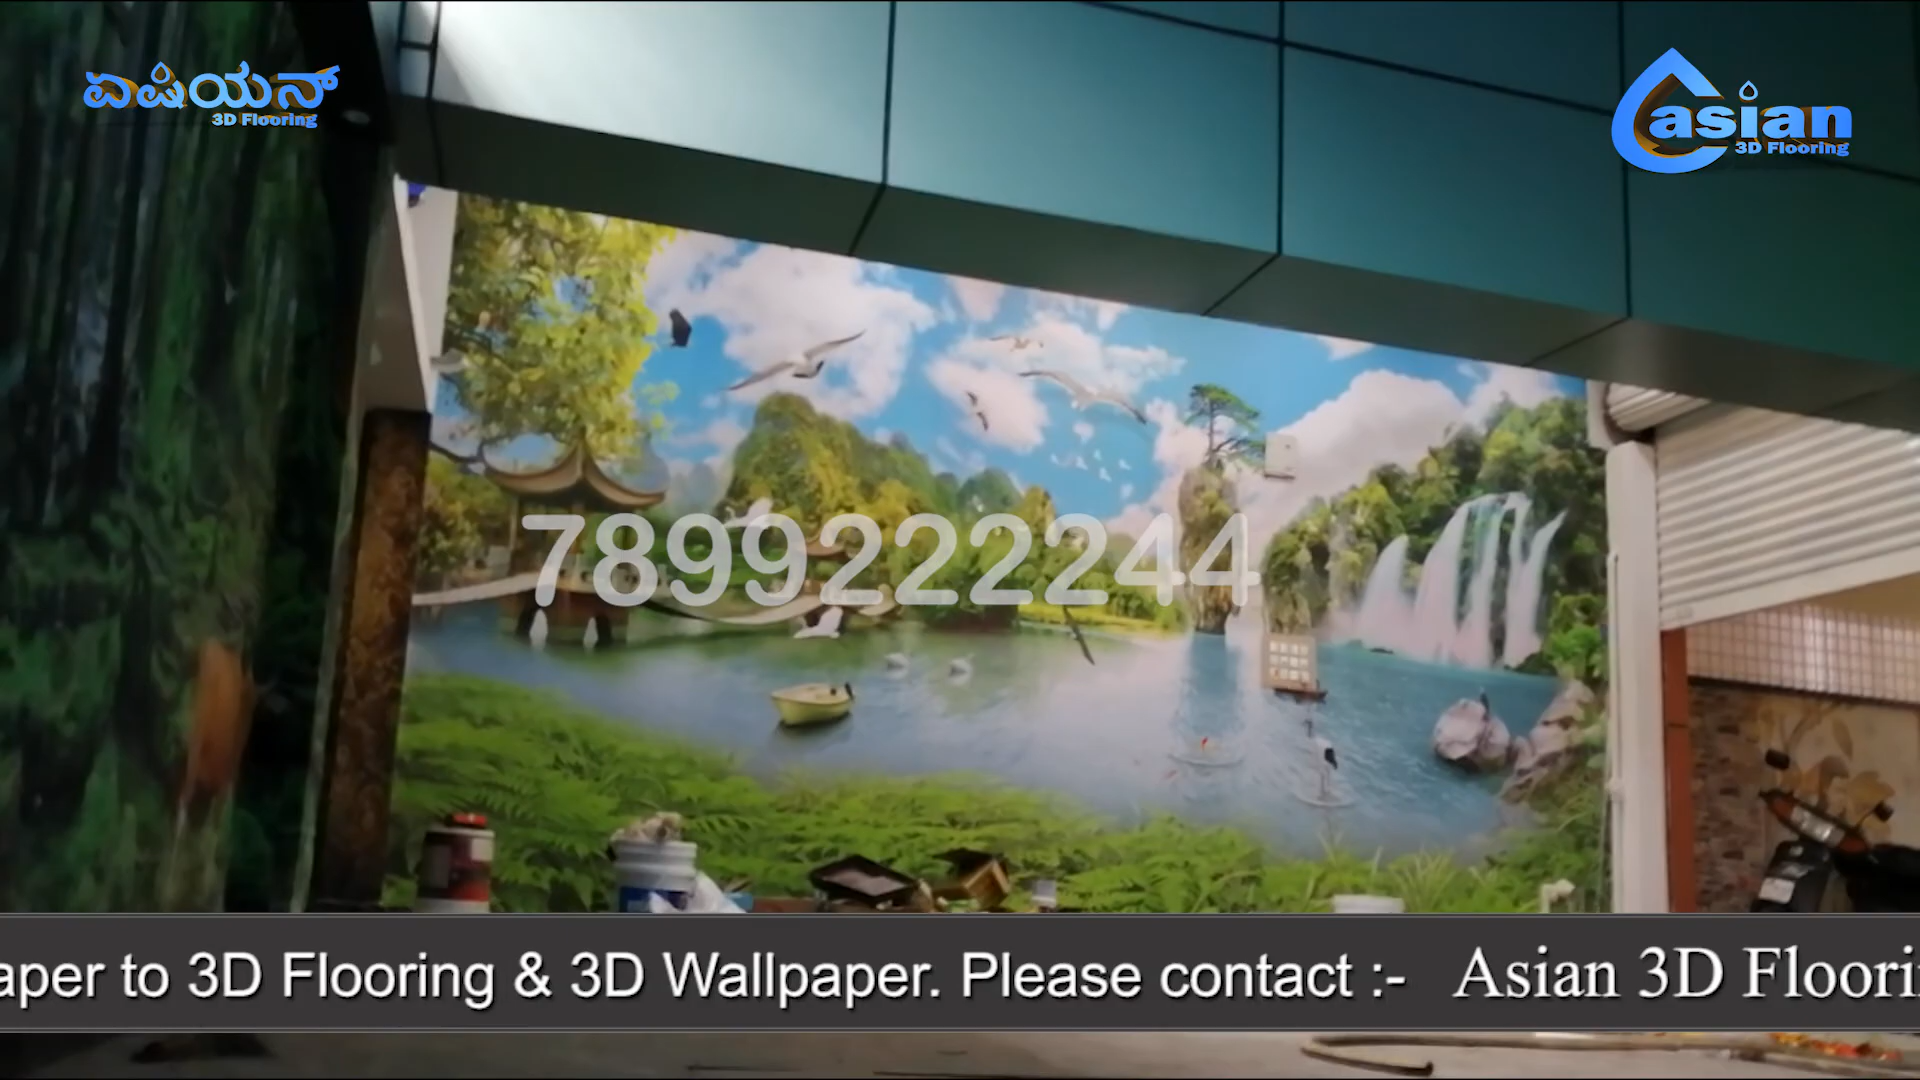 ಏಷಿಯನ್
3D Flooring
asian
3D Flooring
7899222244
aper to 3D Flooring & 3D Wallpaper. Please contact :- Asian 3D Floori